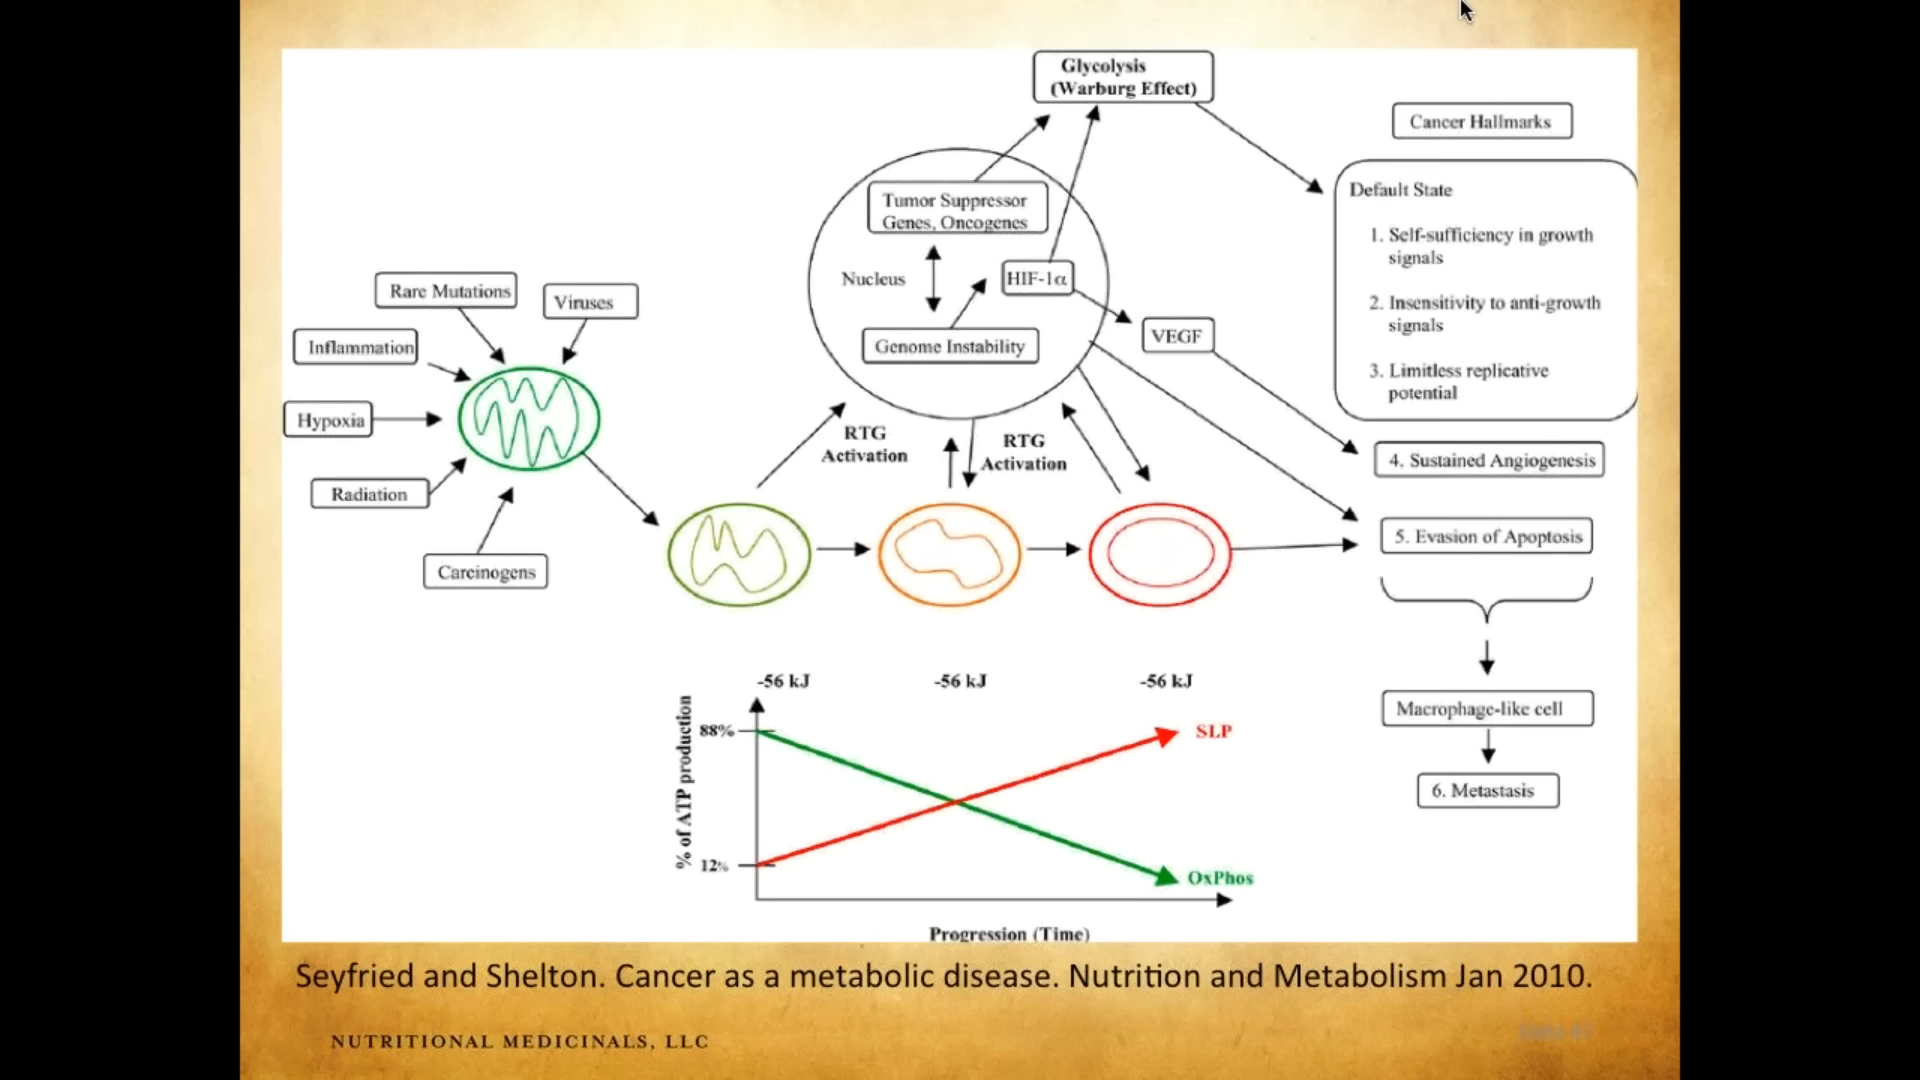 Glycolysis
(Warburg Effect)
Cancer Hallmarks
Default State
1. Self-sufficiency in growth
signals
2. Insensitivity to anti-growth
signals
3. Limitless replicative
potential
Tumor Suppressor
Genes, Oncogenes
Nucleus
HIF-1α
Genome Instability
VEGF
Rare Mutations
Viruses
Inflammation
Hypoxia
Radiation
Carcinogens
RTG
Activation
RTG
Activation
4. Sustained Angiogenesis
5. Evasion of Apoptosis
Macrophage-like cell
6. Metastasis
-56 kJ
-56 kJ
-56 kJ
% of ATP production
88%
12%
SLP
OxPhos
Progression (Time)
Seyfried and Shelton. Cancer as a metabolic disease. Nutrition and Metabolism Jan 2010.
NUTRITIONAL MEDICINALS, LLC